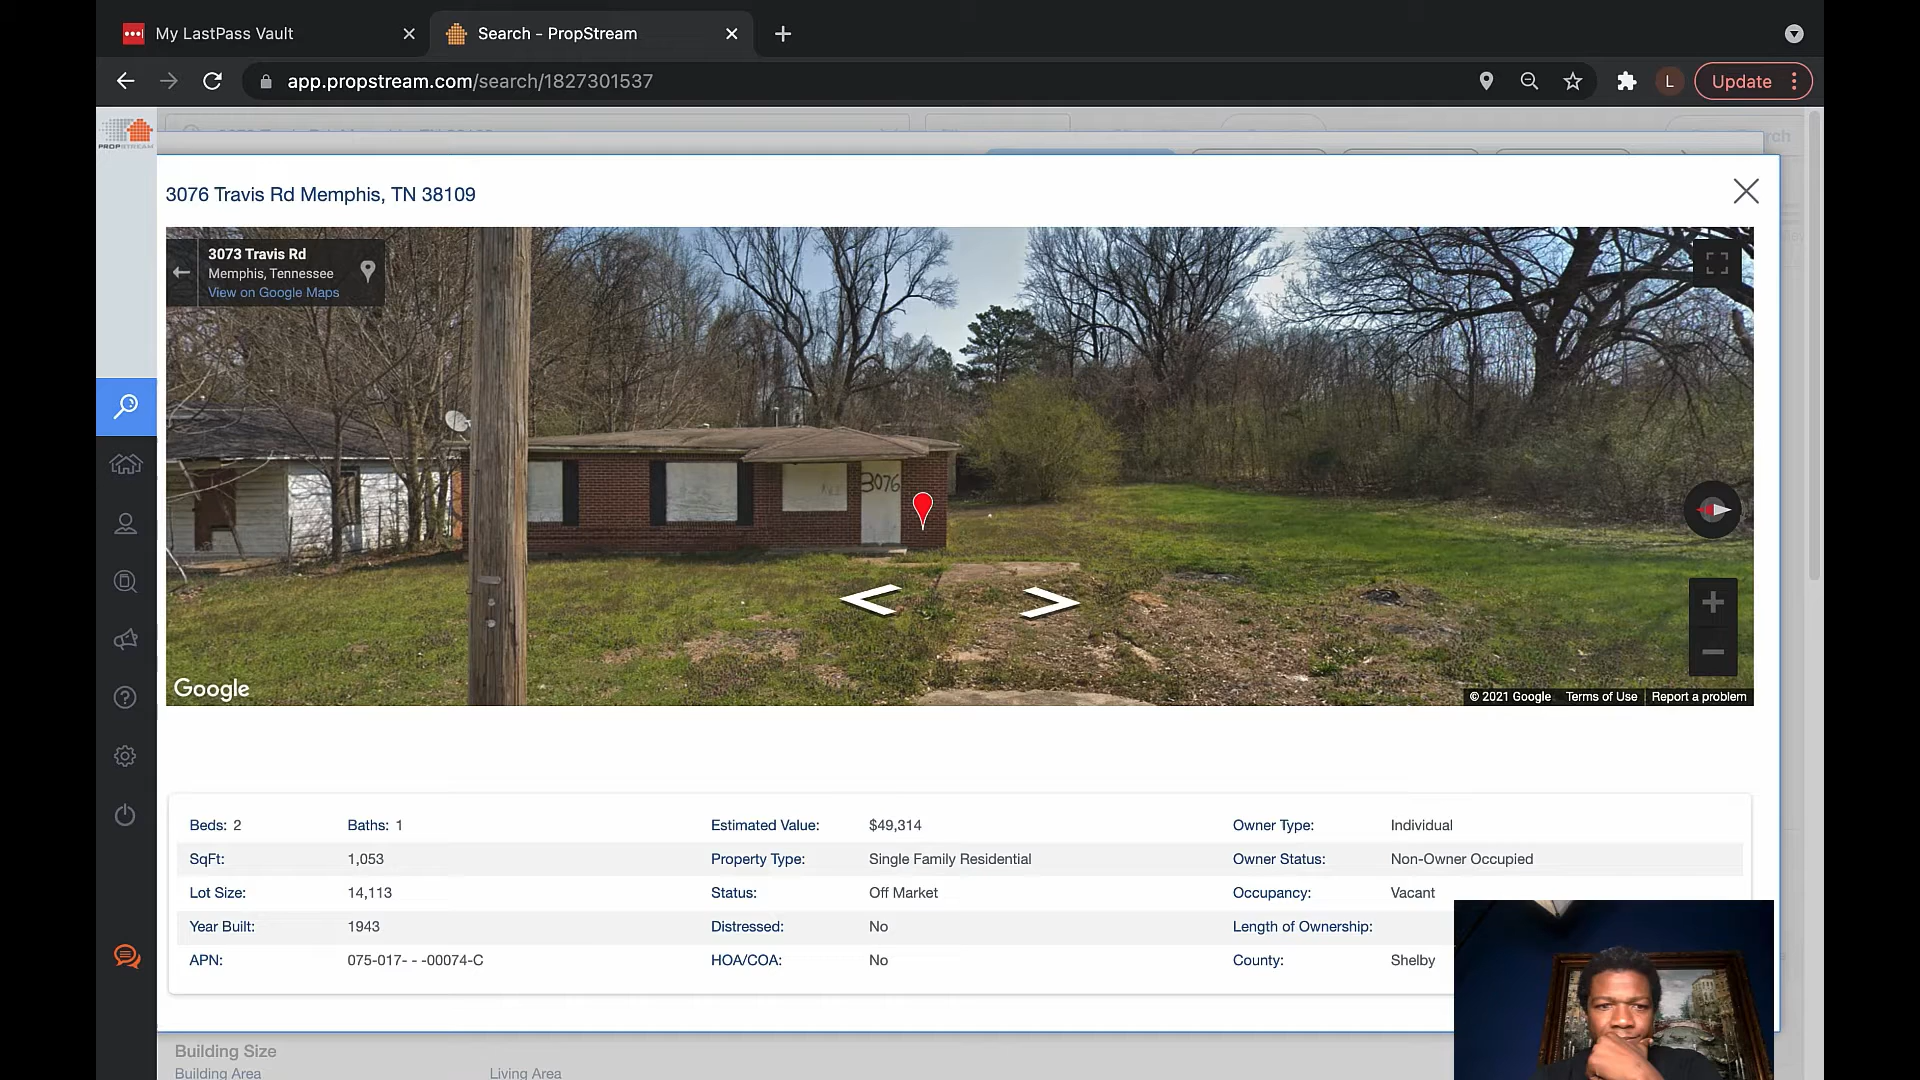 My LastPass Vault
Search – PropStream
app.propstream.com/search/1827301537
L
Update
PROPSTREAM
3076 Travis Rd Memphis, TN 38109
3073 Travis Rd
Memphis, Tennessee
View on Google Maps
3076
Google
© 2021 Google Terms of Use Report a problem
Beds: 2 Baths: 1 Estimated Value: $49,314 Owner Type: Individual
SqFt: 1,053 Property Type: Single Family Residential Owner Status: Non-Owner Occupied
Lot Size: 14,113 Status: Off Market Occupancy: Vacant
Year Built: 1943 Distressed: No Length of Ownership:
APN: 075-017- - -00074-C HOA/COA: No County: Shelby
Building Size
Building Area Living Area